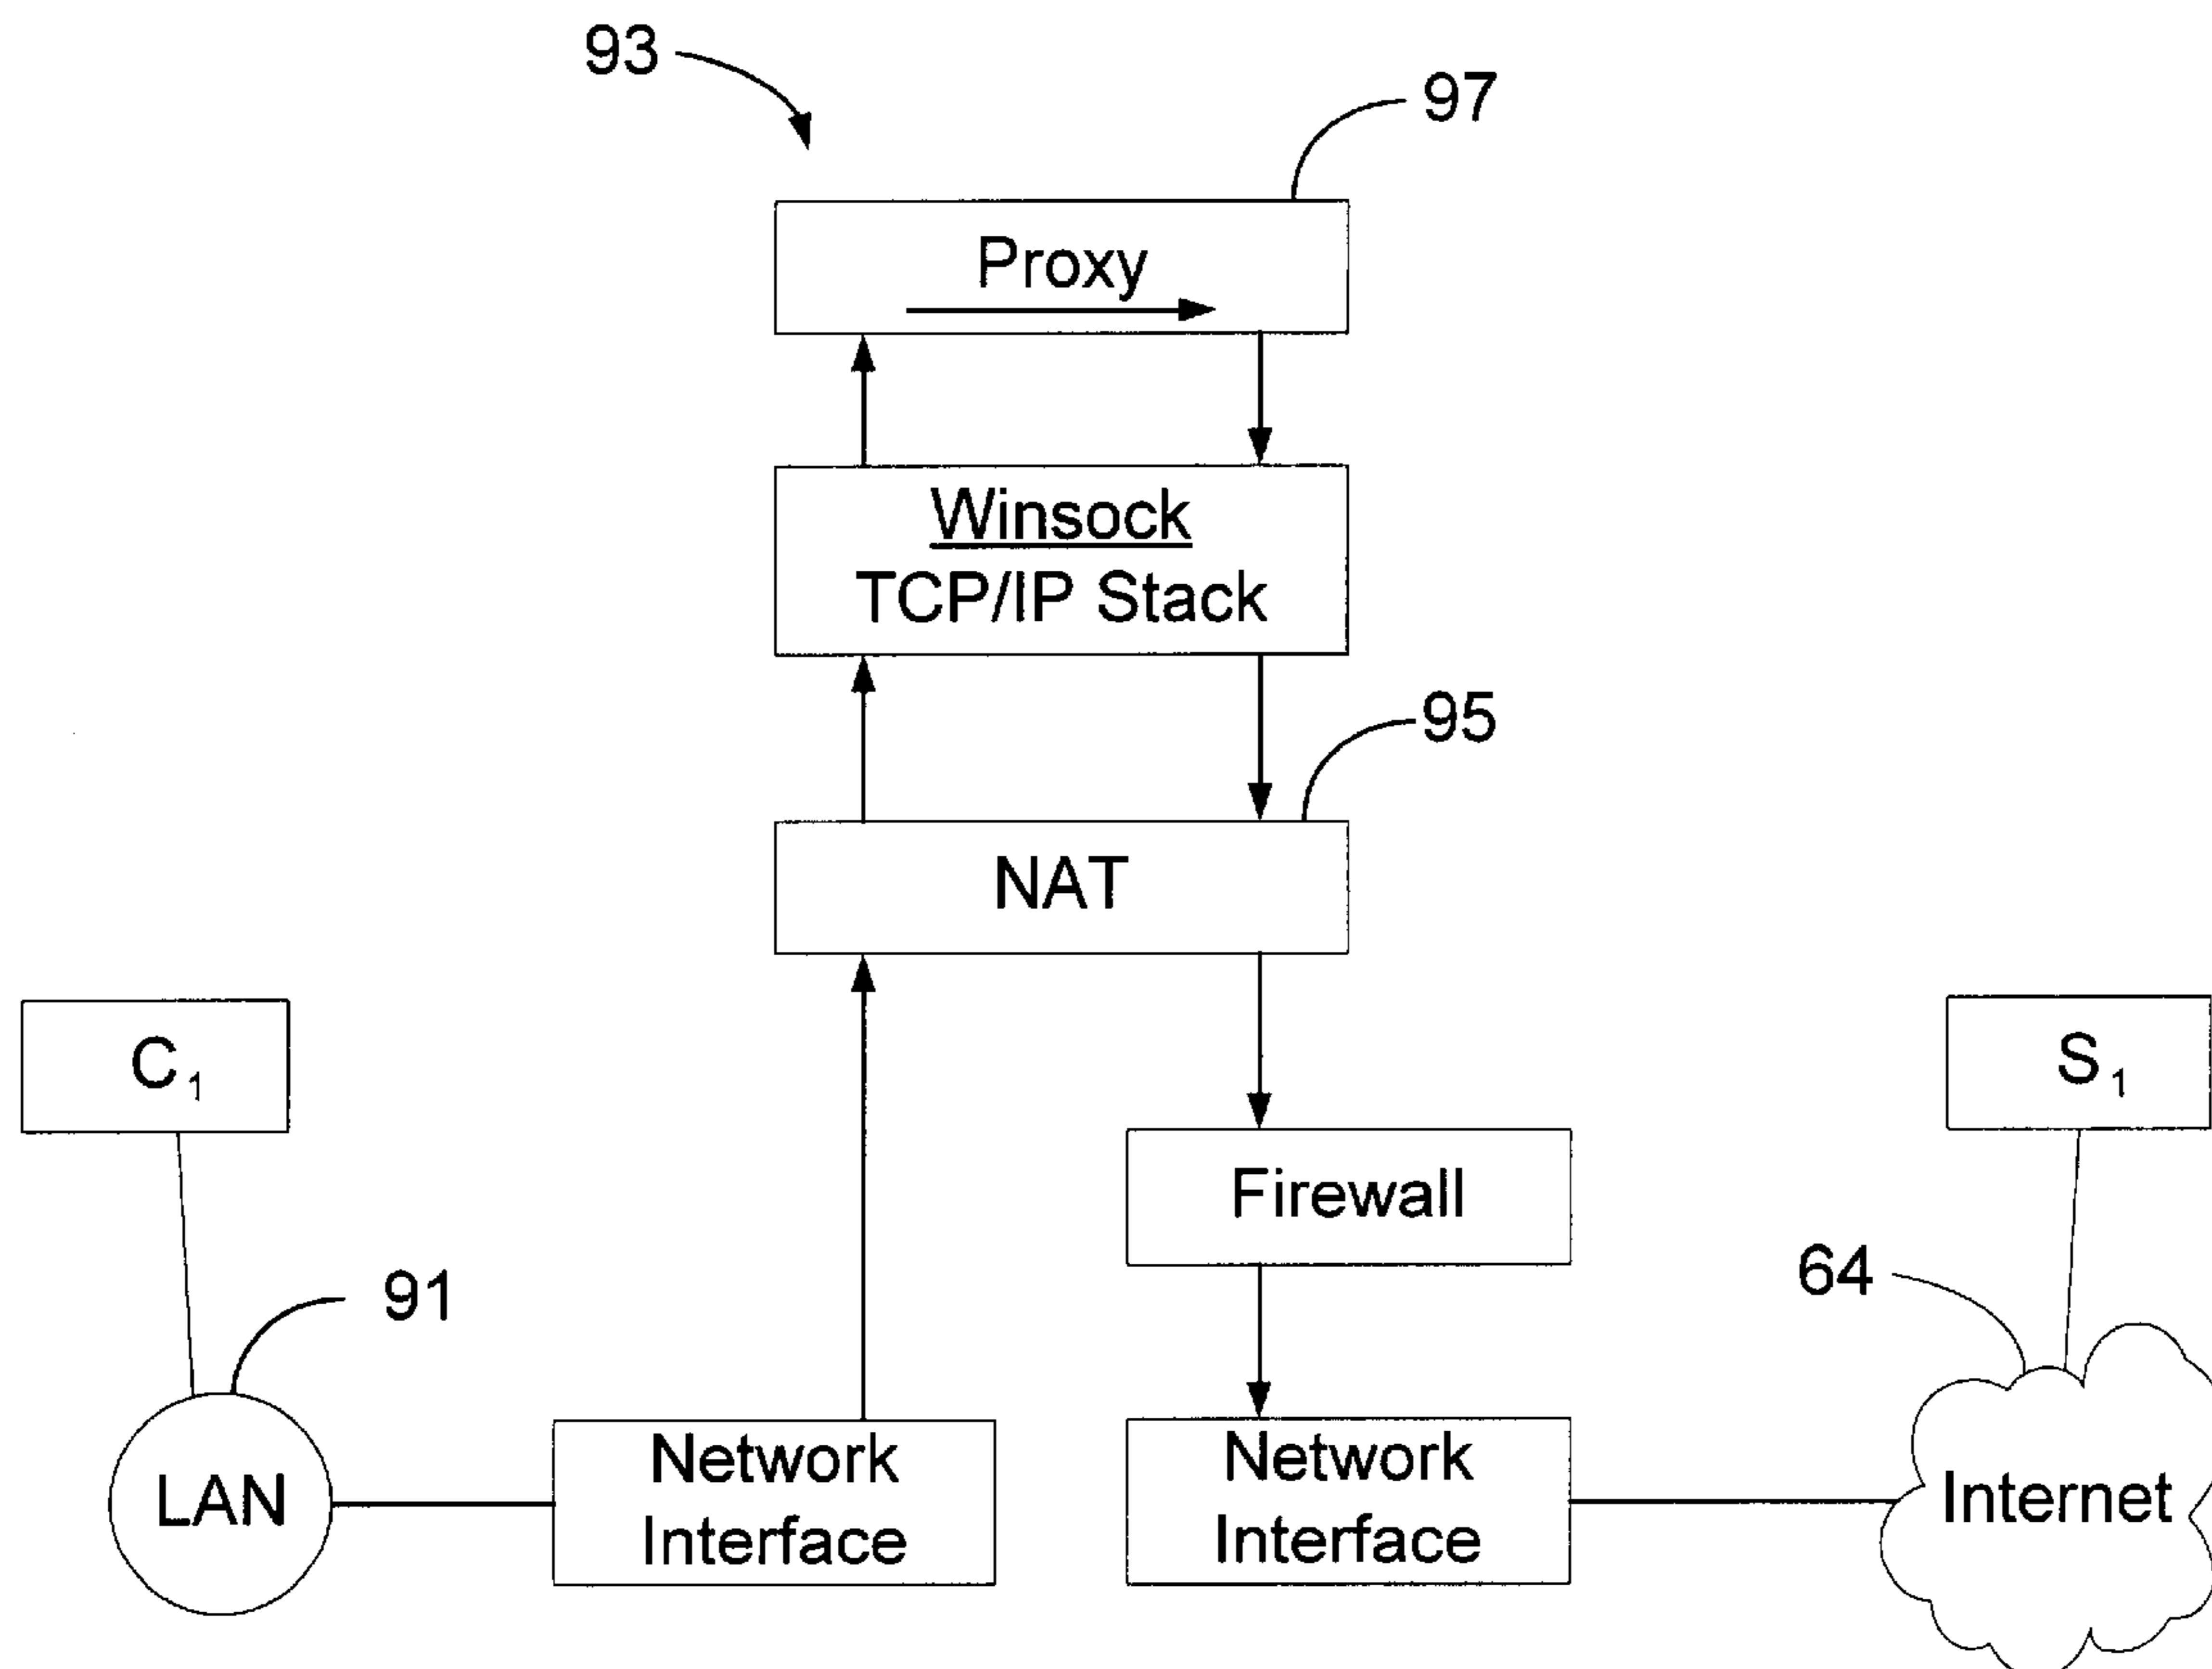 93
97
Proxy
Winsock
TCP/IP Stack
95
NAT
C1
S1
Firewall
91
64
LAN
Network
Interface
Network
Interface
Internet